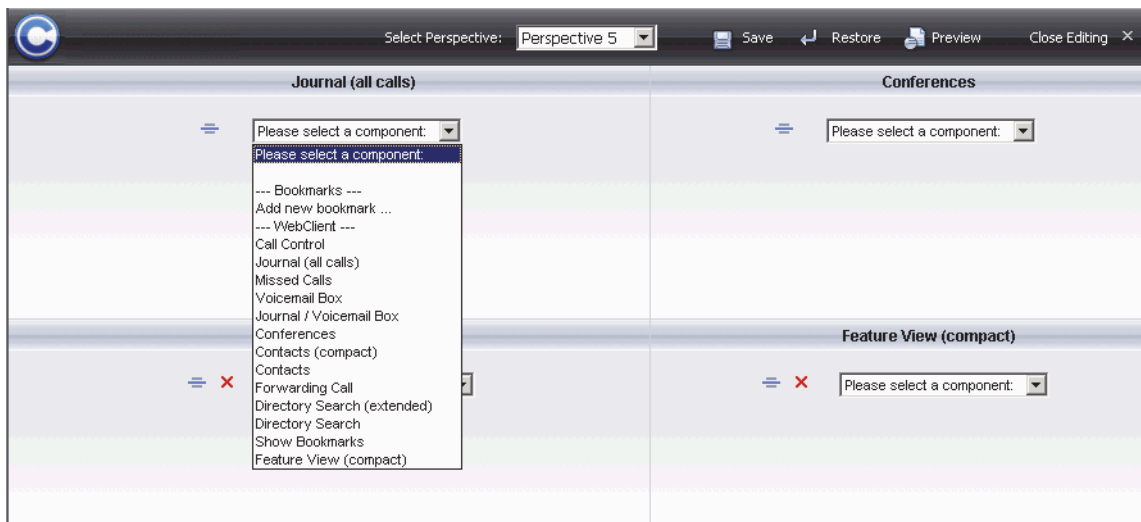 Select Perspective: Perspective 5 Save Restore Preview Close Editing
Journal (all calls) Conferences
Please select a component: Please select a component:
Please select a component:
--- Bookmarks ---
Add new bookmark ...
--- WebClient ---
Call Control
Journal (all calls)
Missed Calls
Voicemail Box
Journal / Voicemail Box
Conferences Feature View (compact)
Contacts (compact)
Contacts
Forwarding Call Please select a component:
Directory Search (extended)
Directory Search
Show Bookmarks
Feature View (compact)